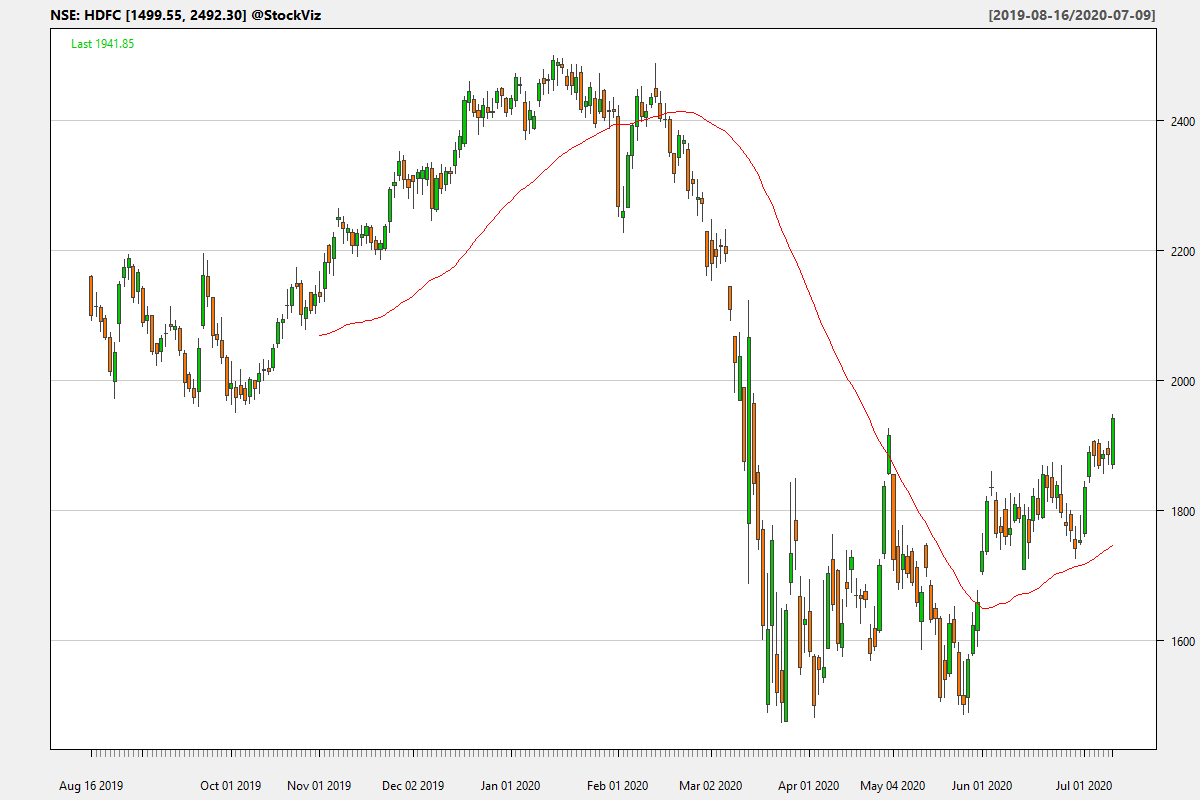 NSE: HDFC [1499.55, 2492.30] @StockViz [2019-08-16/2020-07-09]
Last 1941.85
2400
2200
2000
1800
1600
Aug 16 2019 Oct 01 2019 Nov 01 2019 Dec 02 2019 Jan 01 2020 Feb 01 2020 Mar 02 2020 Apr 01 2020 May 04 2020 Jun 01 2020 Jul 01 2020